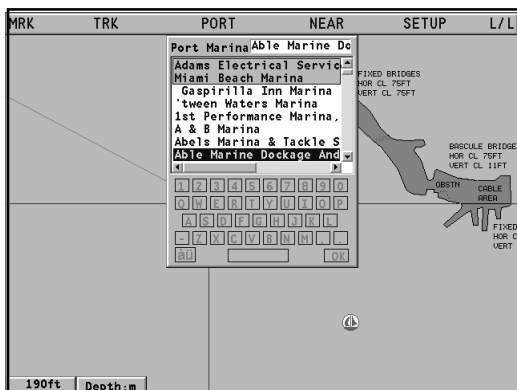 MRK TRK PORT NEAR SETUP L/L
Port Marina Able Marine Do
Adams Electrical Servic
Miami Beach Marina
Gaspirilla Inn Marina
'tween Waters Marina
1st Performance Marina,
A & B Marina
Abels Marina & Tackle S
Able Marine Dockage And
1 2 3 4 5 6 7 8 9 0
Q W E R T Y U I O P
A S D F G H J K L
- Z X C V B N M , .
àü OK
FIXED BRIDGES
HOR CL 75FT
VERT CL 75FT
BASCULE BRIDGE
HOR CL 75FT
VERT CL 11FT
OBSTN
CABLE
AREA
FIXED
HOR C
VERT
190ft Depth:m